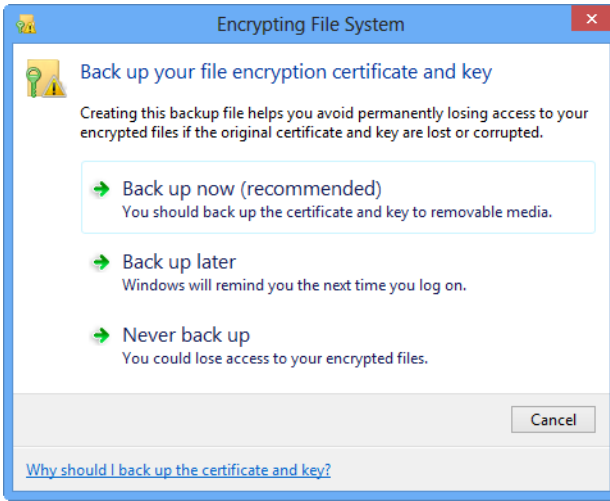 Encrypting File System
Back up your file encryption certificate and key
Creating this backup file helps you avoid permanently losing access to your
encrypted files if the original certificate and key are lost or corrupted.
Back up now (recommended)
You should back up the certificate and key to removable media.
Back up later
Windows will remind you the next time you log on.
Never back up
You could lose access to your encrypted files.
Cancel
Why should I back up the certificate and key?